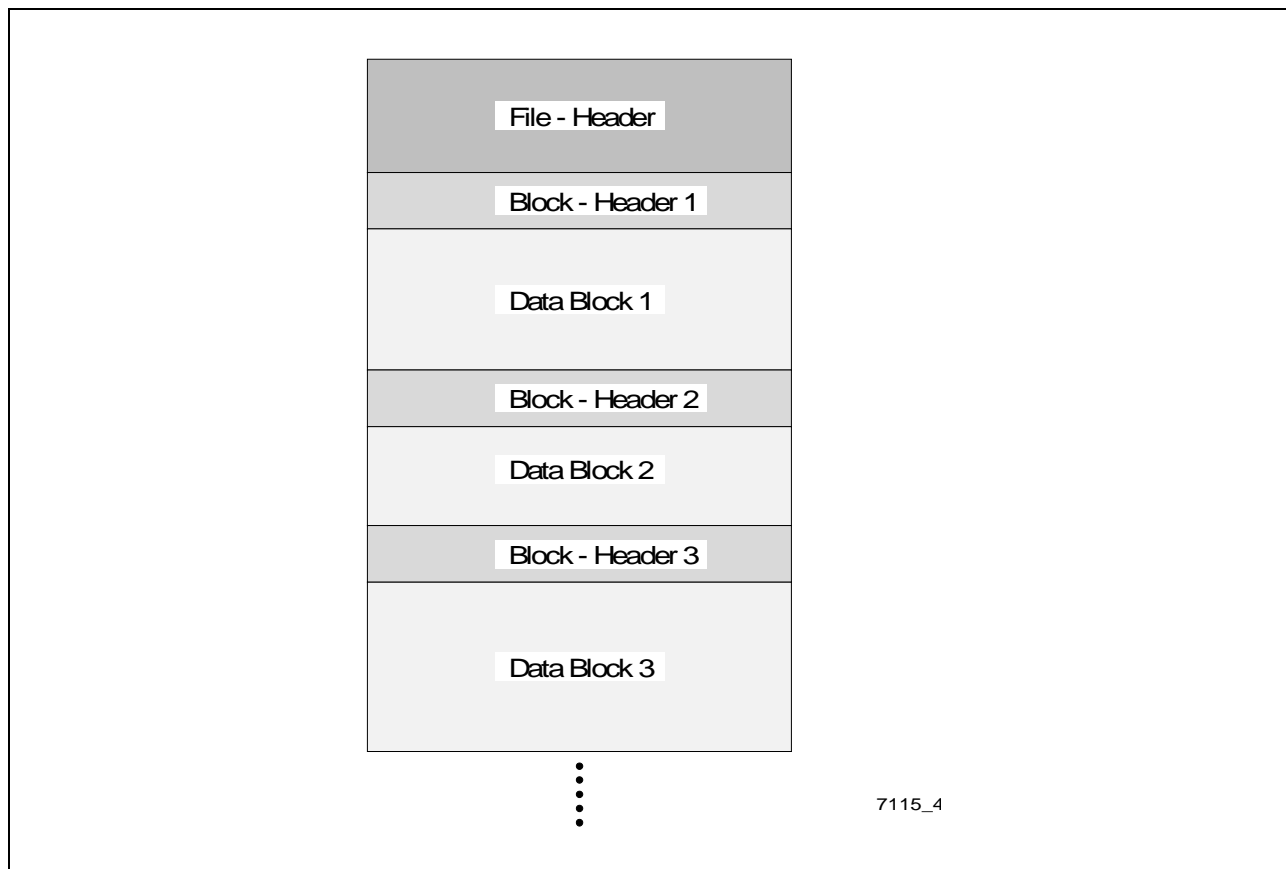 File - Header
Block - Header 1
Data Block 1
Block - Header 2
Data Block 2
Block - Header 3
Data Block 3
7115_4